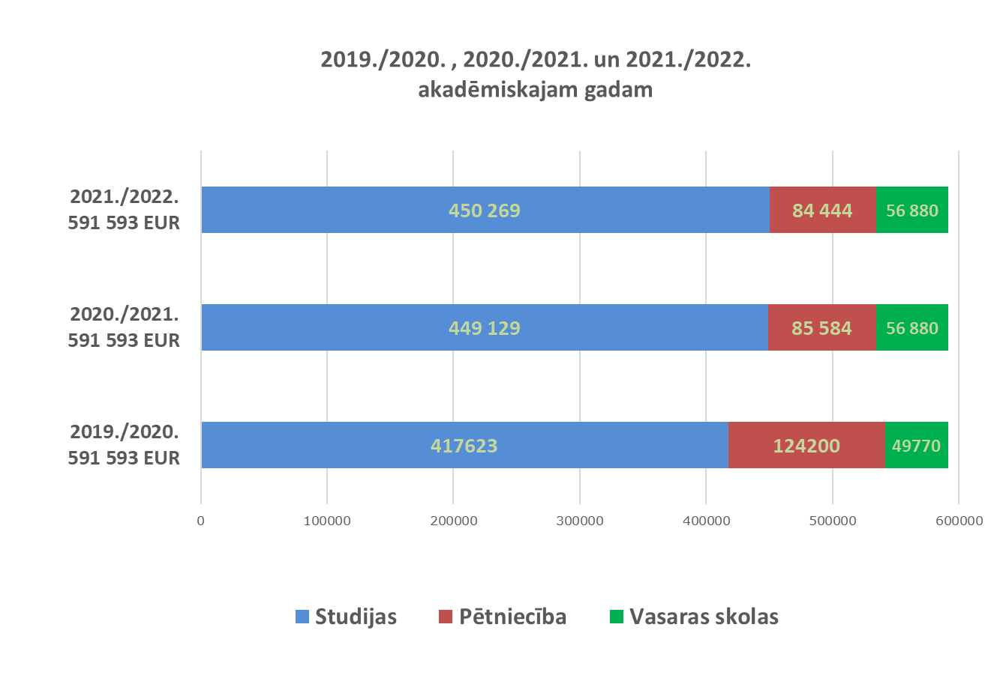 2019./2020. , 2020./2021. un 2021./2022.
akadēmiskajam gadam
2021./2022.
591 593 EUR
450 269
84 444
56 880
2020./2021.
591 593 EUR
449 129
85 584
56 880
2019./2020.
591 593 EUR
417623
124200
49770
0
100000
200000
300000
400000
500000
600000
Studijas
Pētniecība
Vasaras skolas